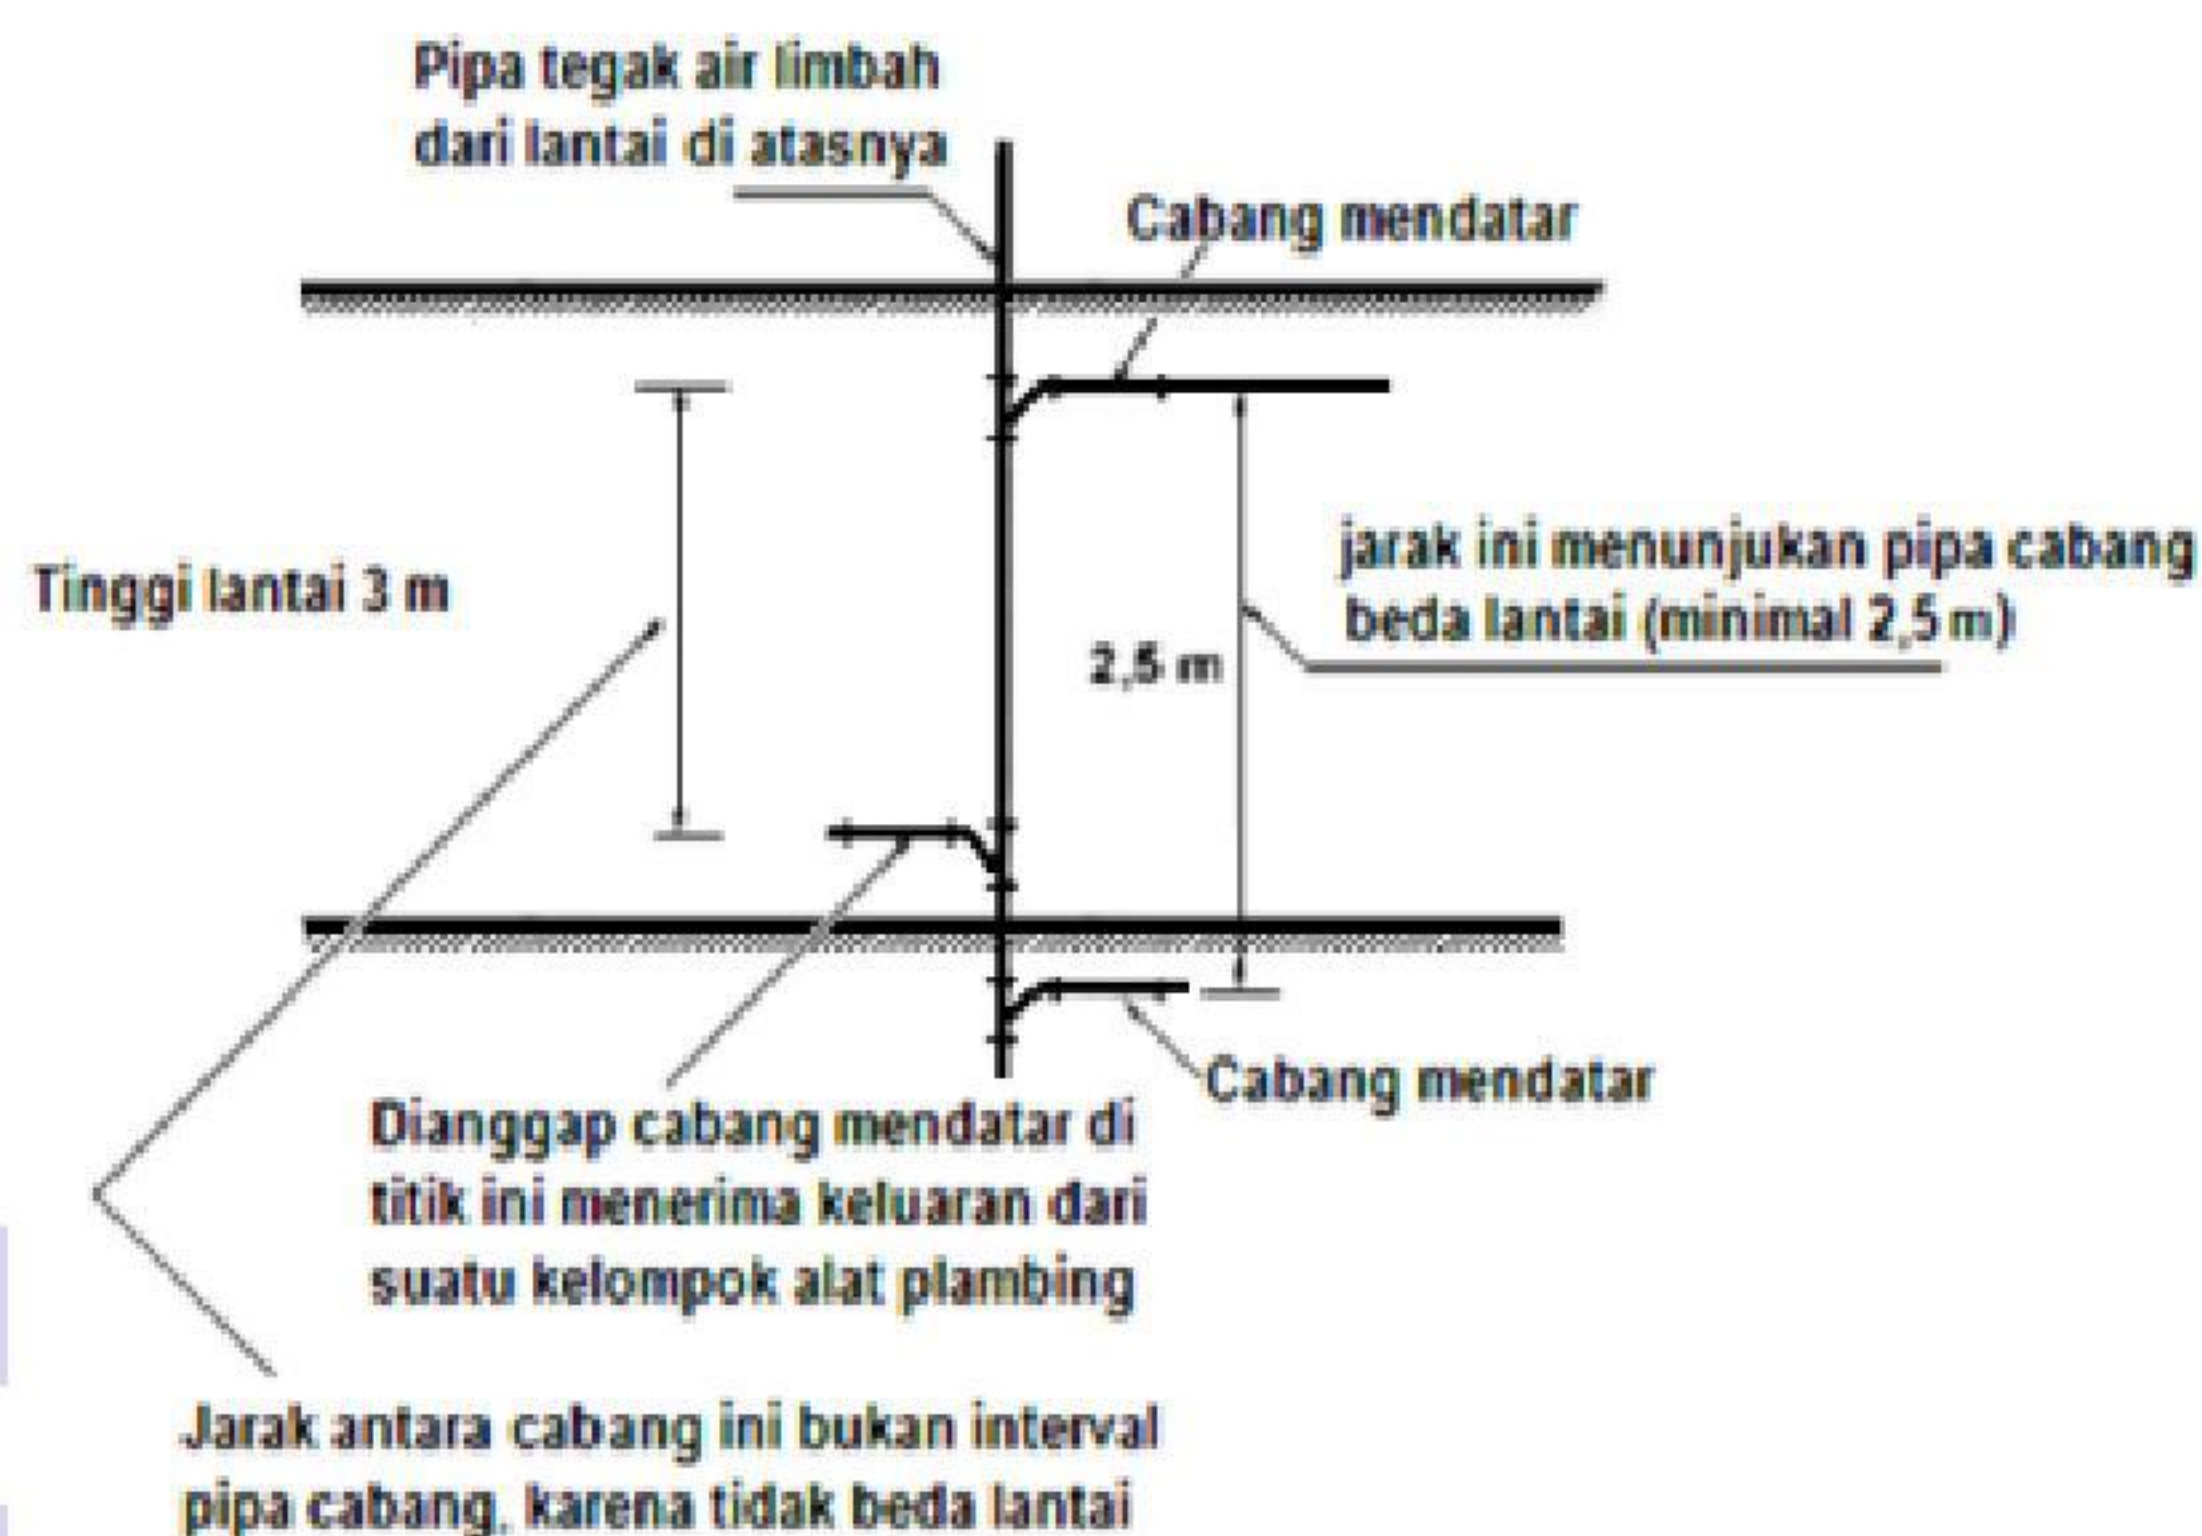 Pipa tegak air limbah
dari lantai di atasnya
Cabang mendatar
jarak ini menunjukan pipa cabang
beda lantai (minimal 2,5 m)
Tinggi lantai 3 m
2,5 m
Cabang mendatar
Dianggap cabang mendatar di
titik ini menerima keluaran dari
suatu kelompok alat plambing
Jarak antara cabang ini bukan interval
pipa cabang, karena tidak beda lantai